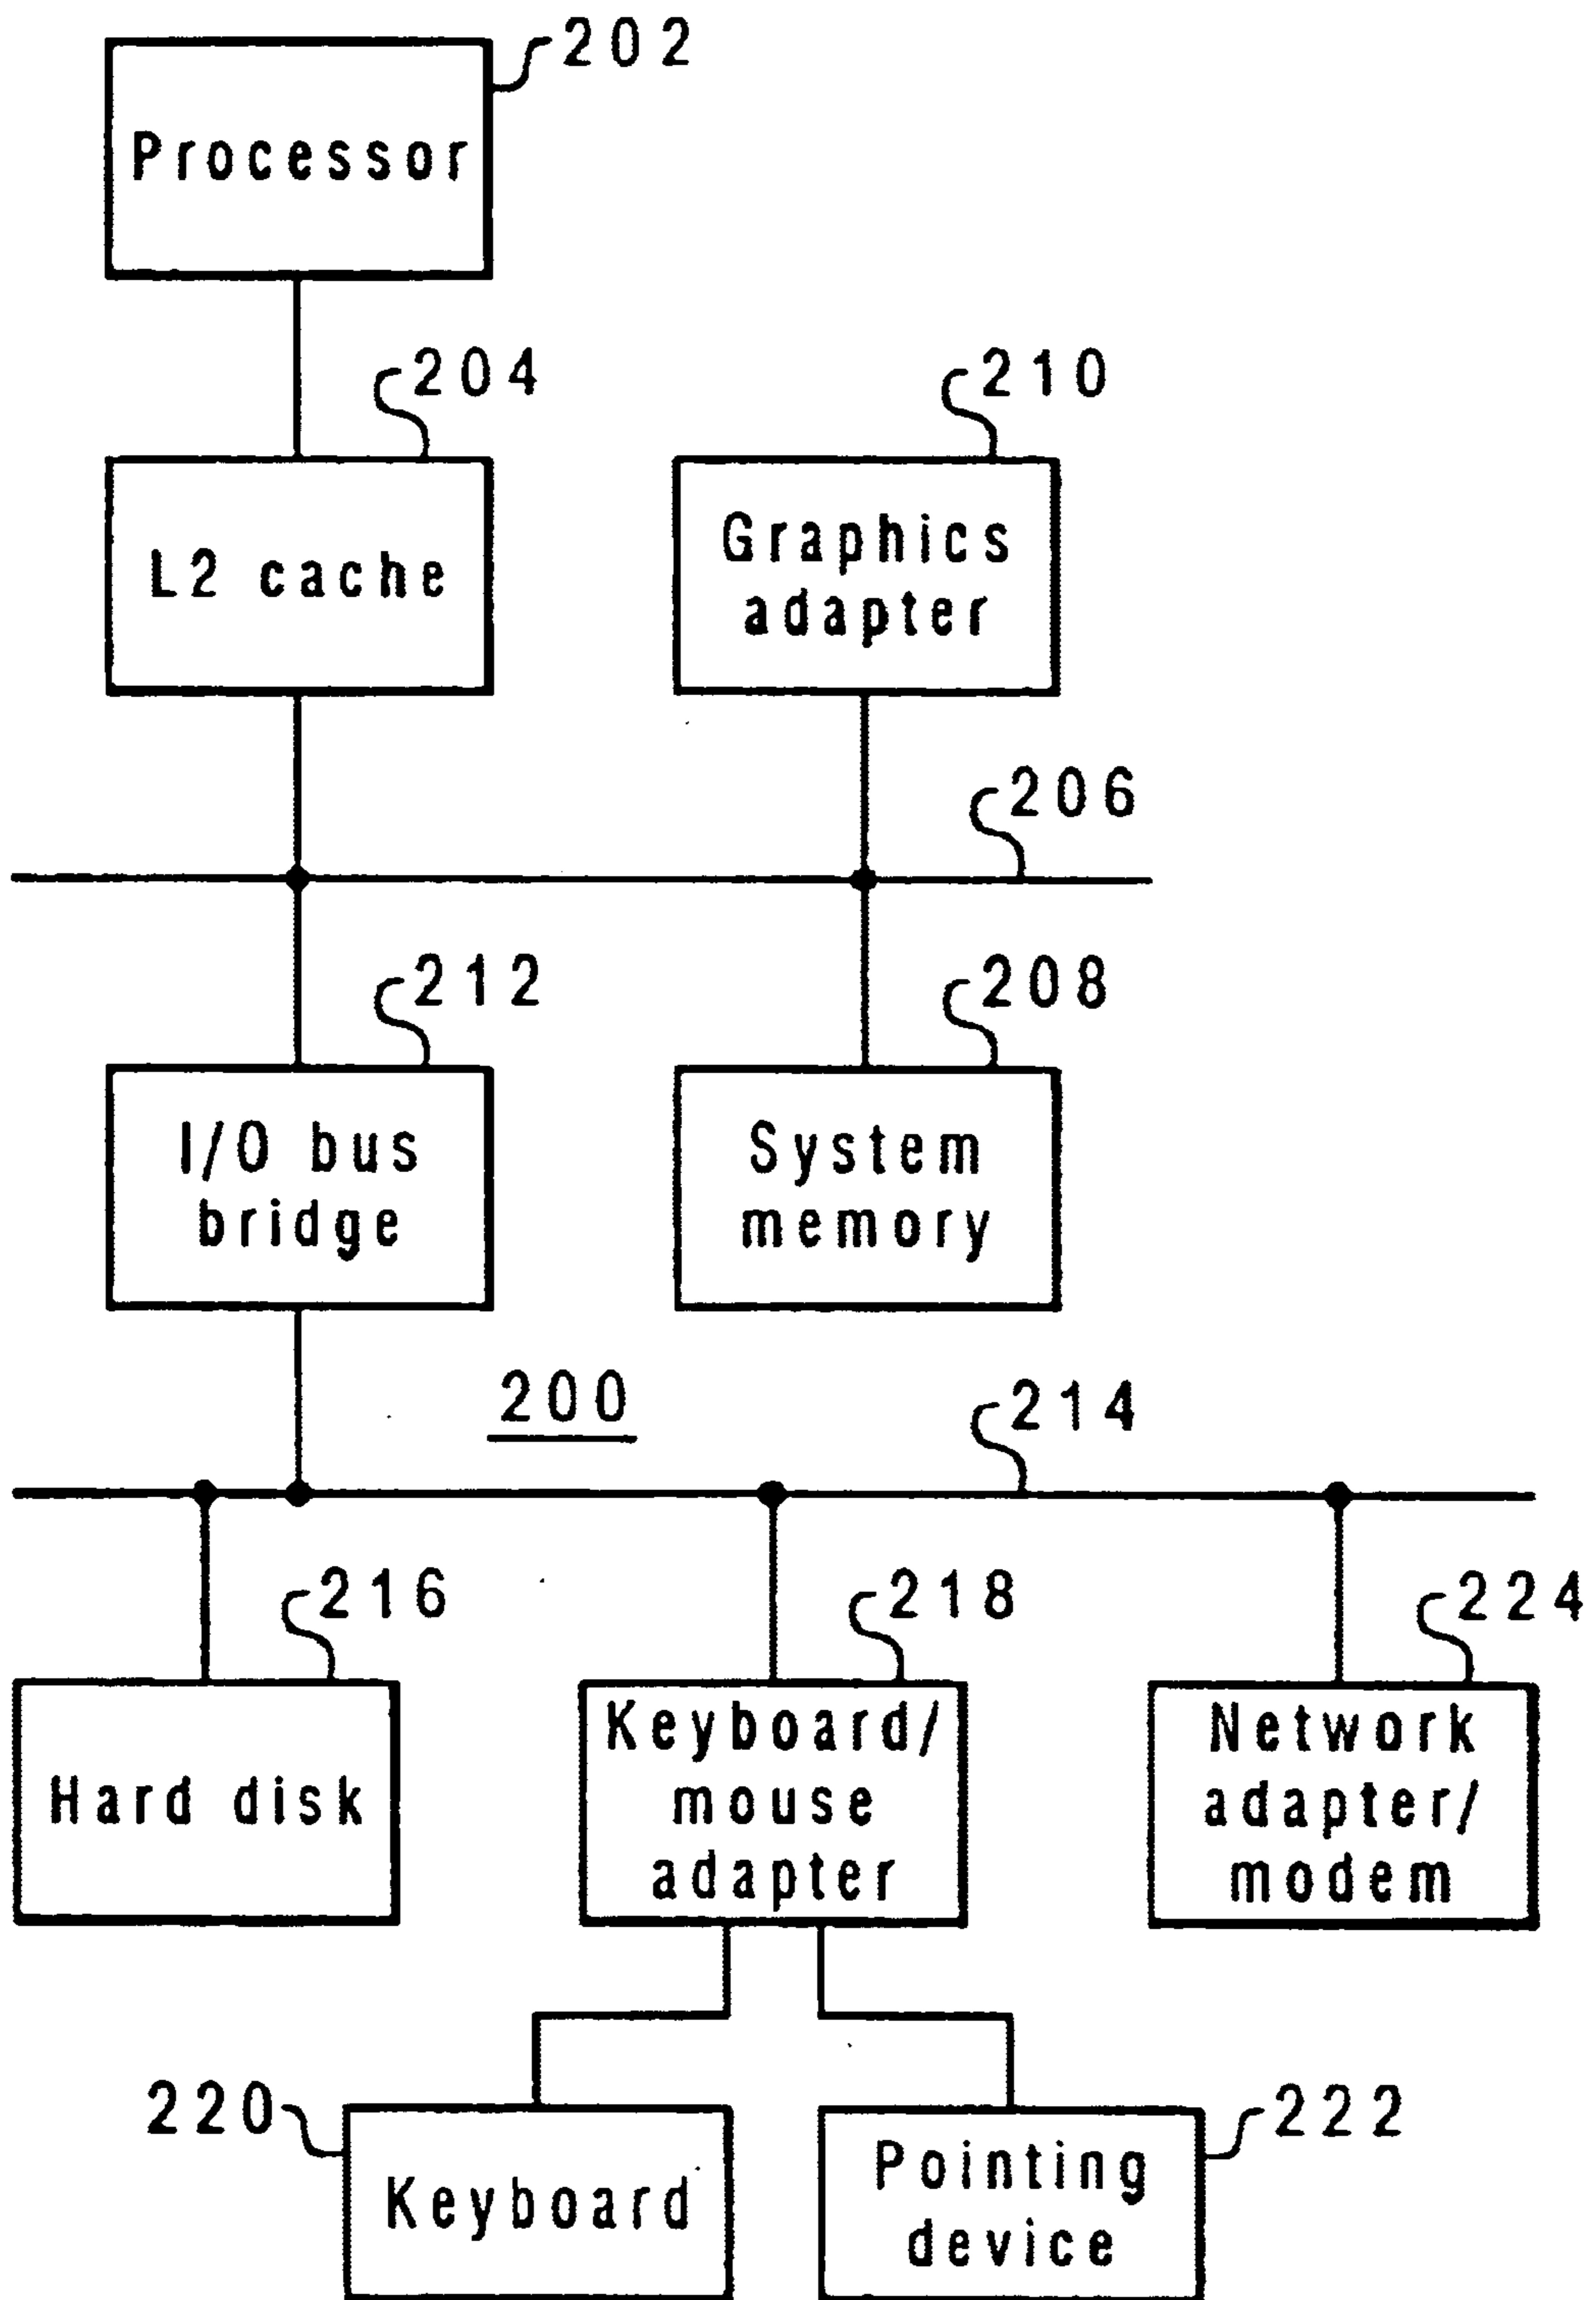 202
Processor
204
210
L2 cache
Graphics
adapter
206
212
208
I/O bus
bridge
System
memory
200
214
216
218
224
Hard disk
Keyboard/
mouse
adapter
Network
adapter/
modem
220
222
Keyboard
Pointing
device